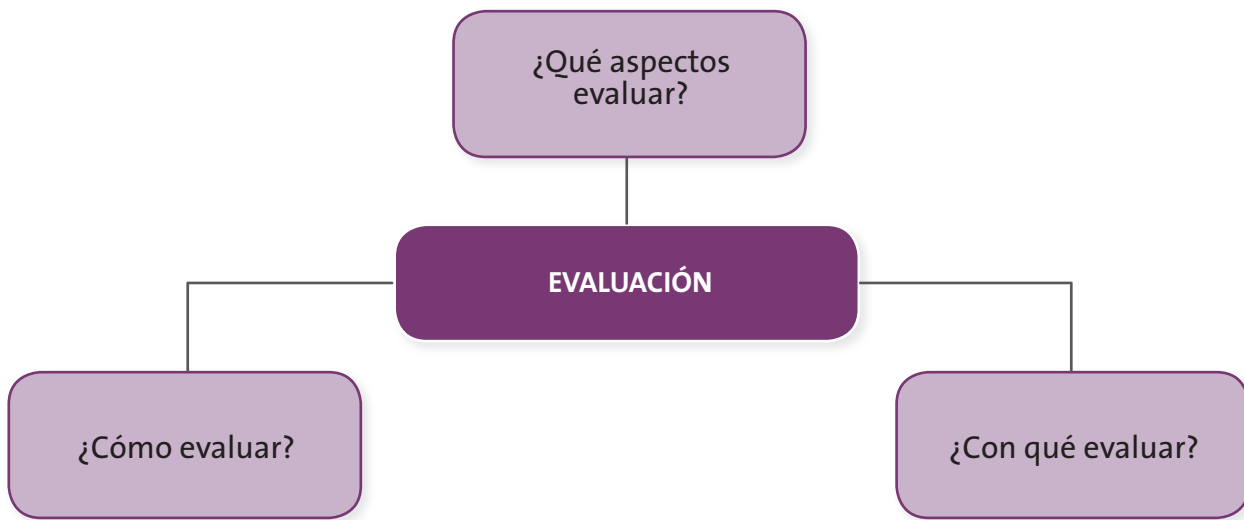 ¿Qué aspectos
evaluar?
EVALUACIÓN
¿Cómo evaluar?
¿Con qué evaluar?